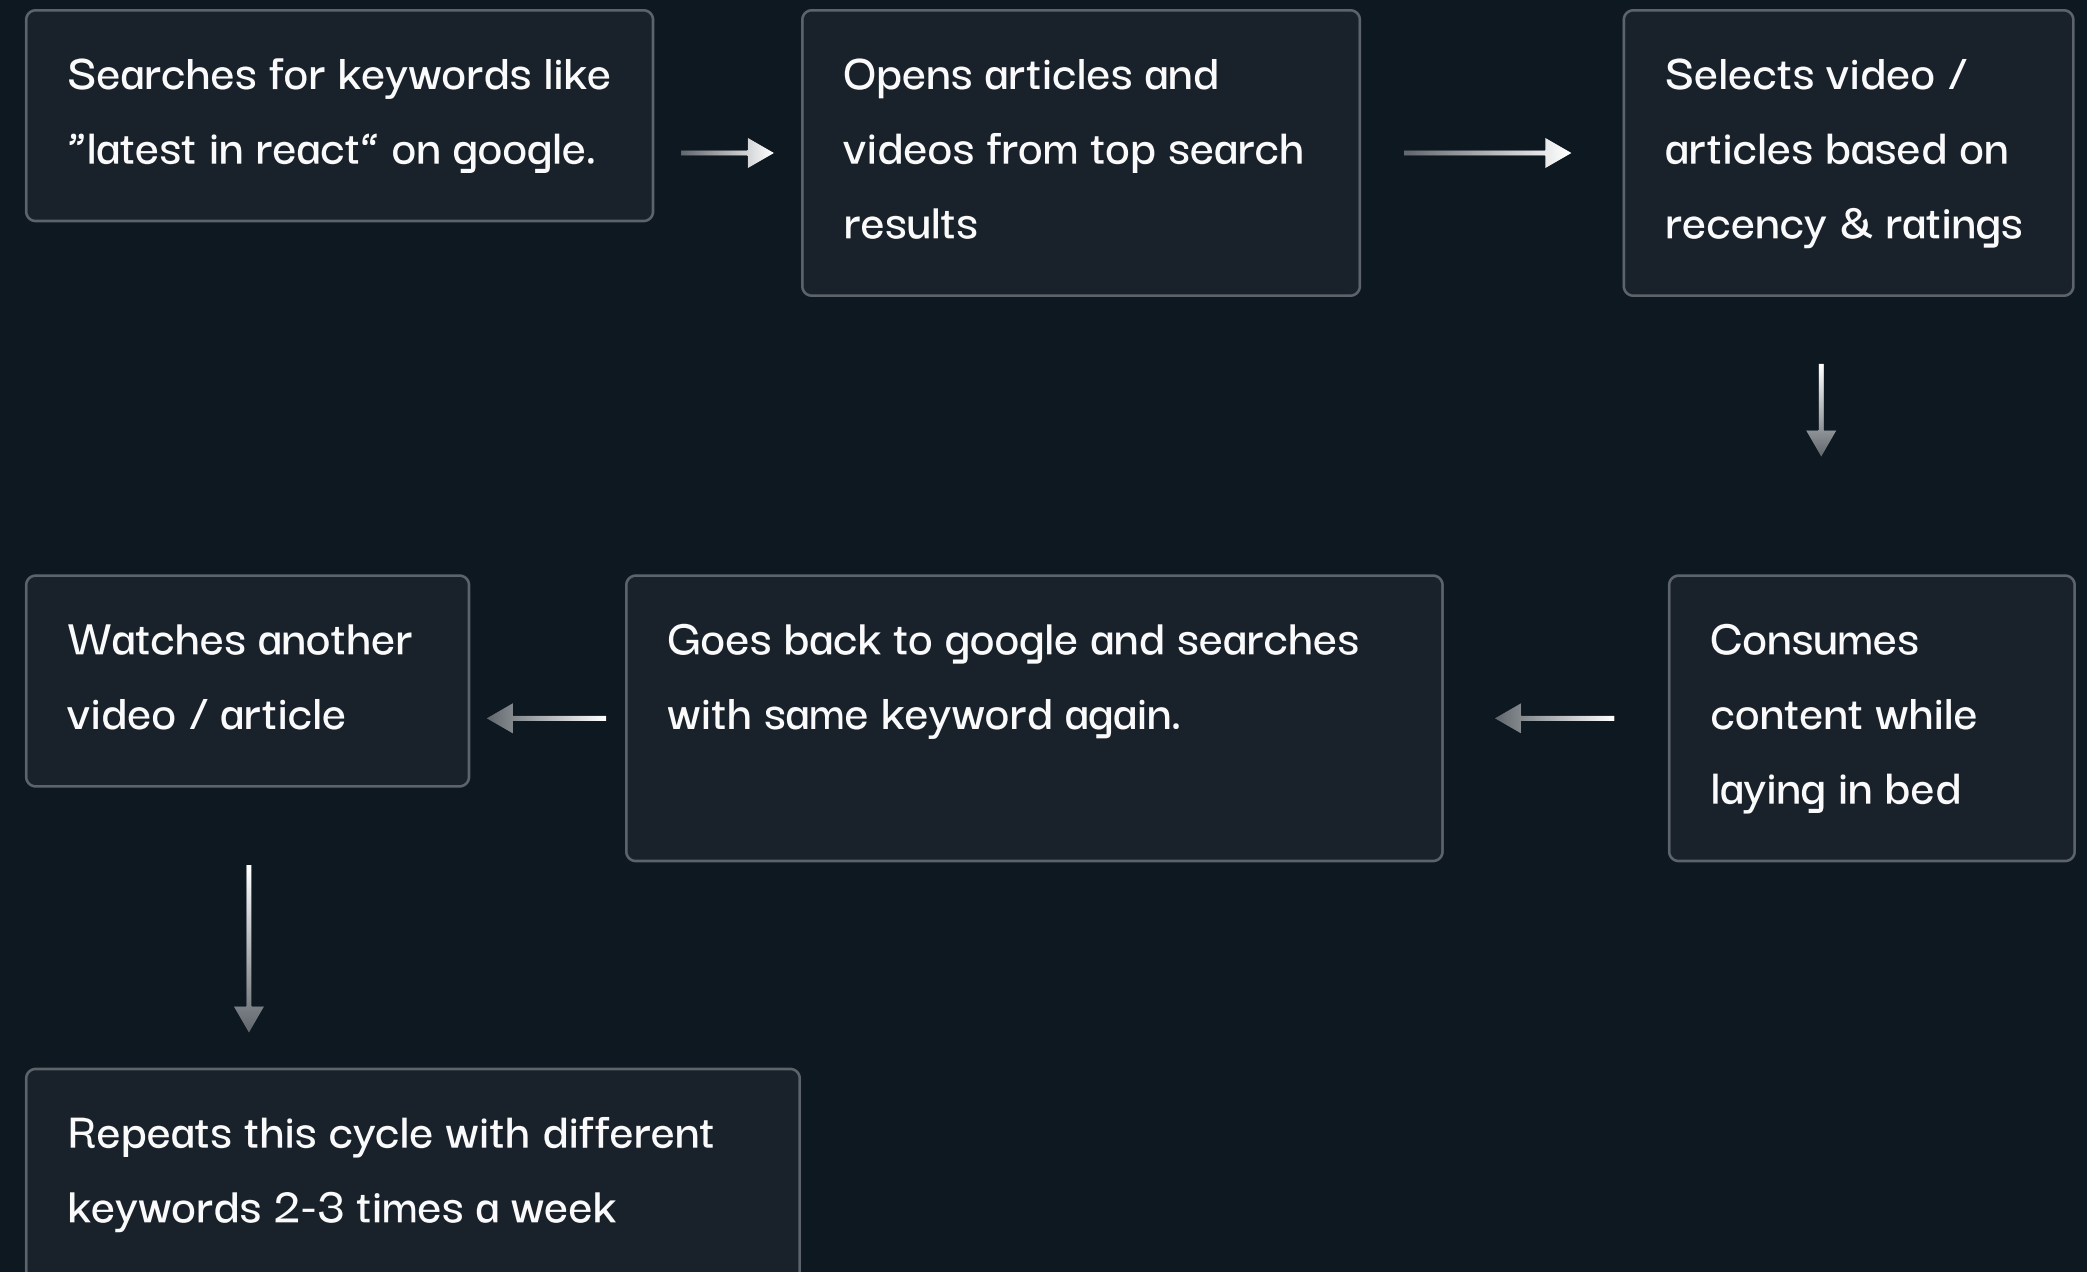 Searches for keywords like
”latest in react“ on google.
Opens articles and
videos from top search
results
Selects video /
articles based on
recency & ratings
Consumes
content while
laying in bed
Goes back to google and searches
with same keyword again.
Watches another
video / article
Repeats this cycle with different
keywords 2-3 times a week